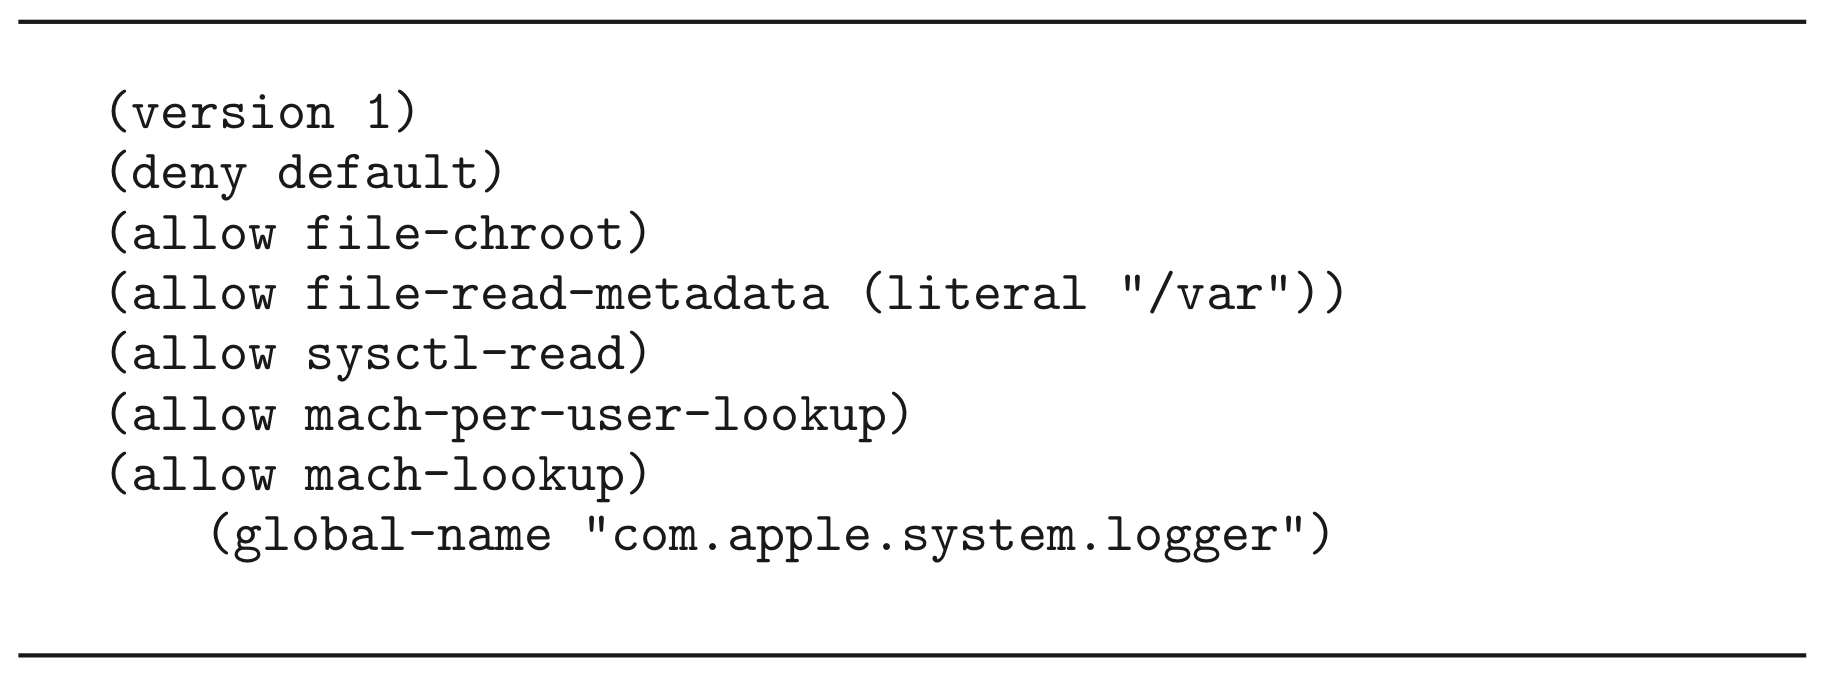 (version 1)
(deny default)
(allow file-chroot)
(allow file-read-metadata (literal "/var"))
(allow sysctl-read)
(allow mach-per-user-lookup)
(allow mach-lookup)
(global-name "com.apple.system.logger")